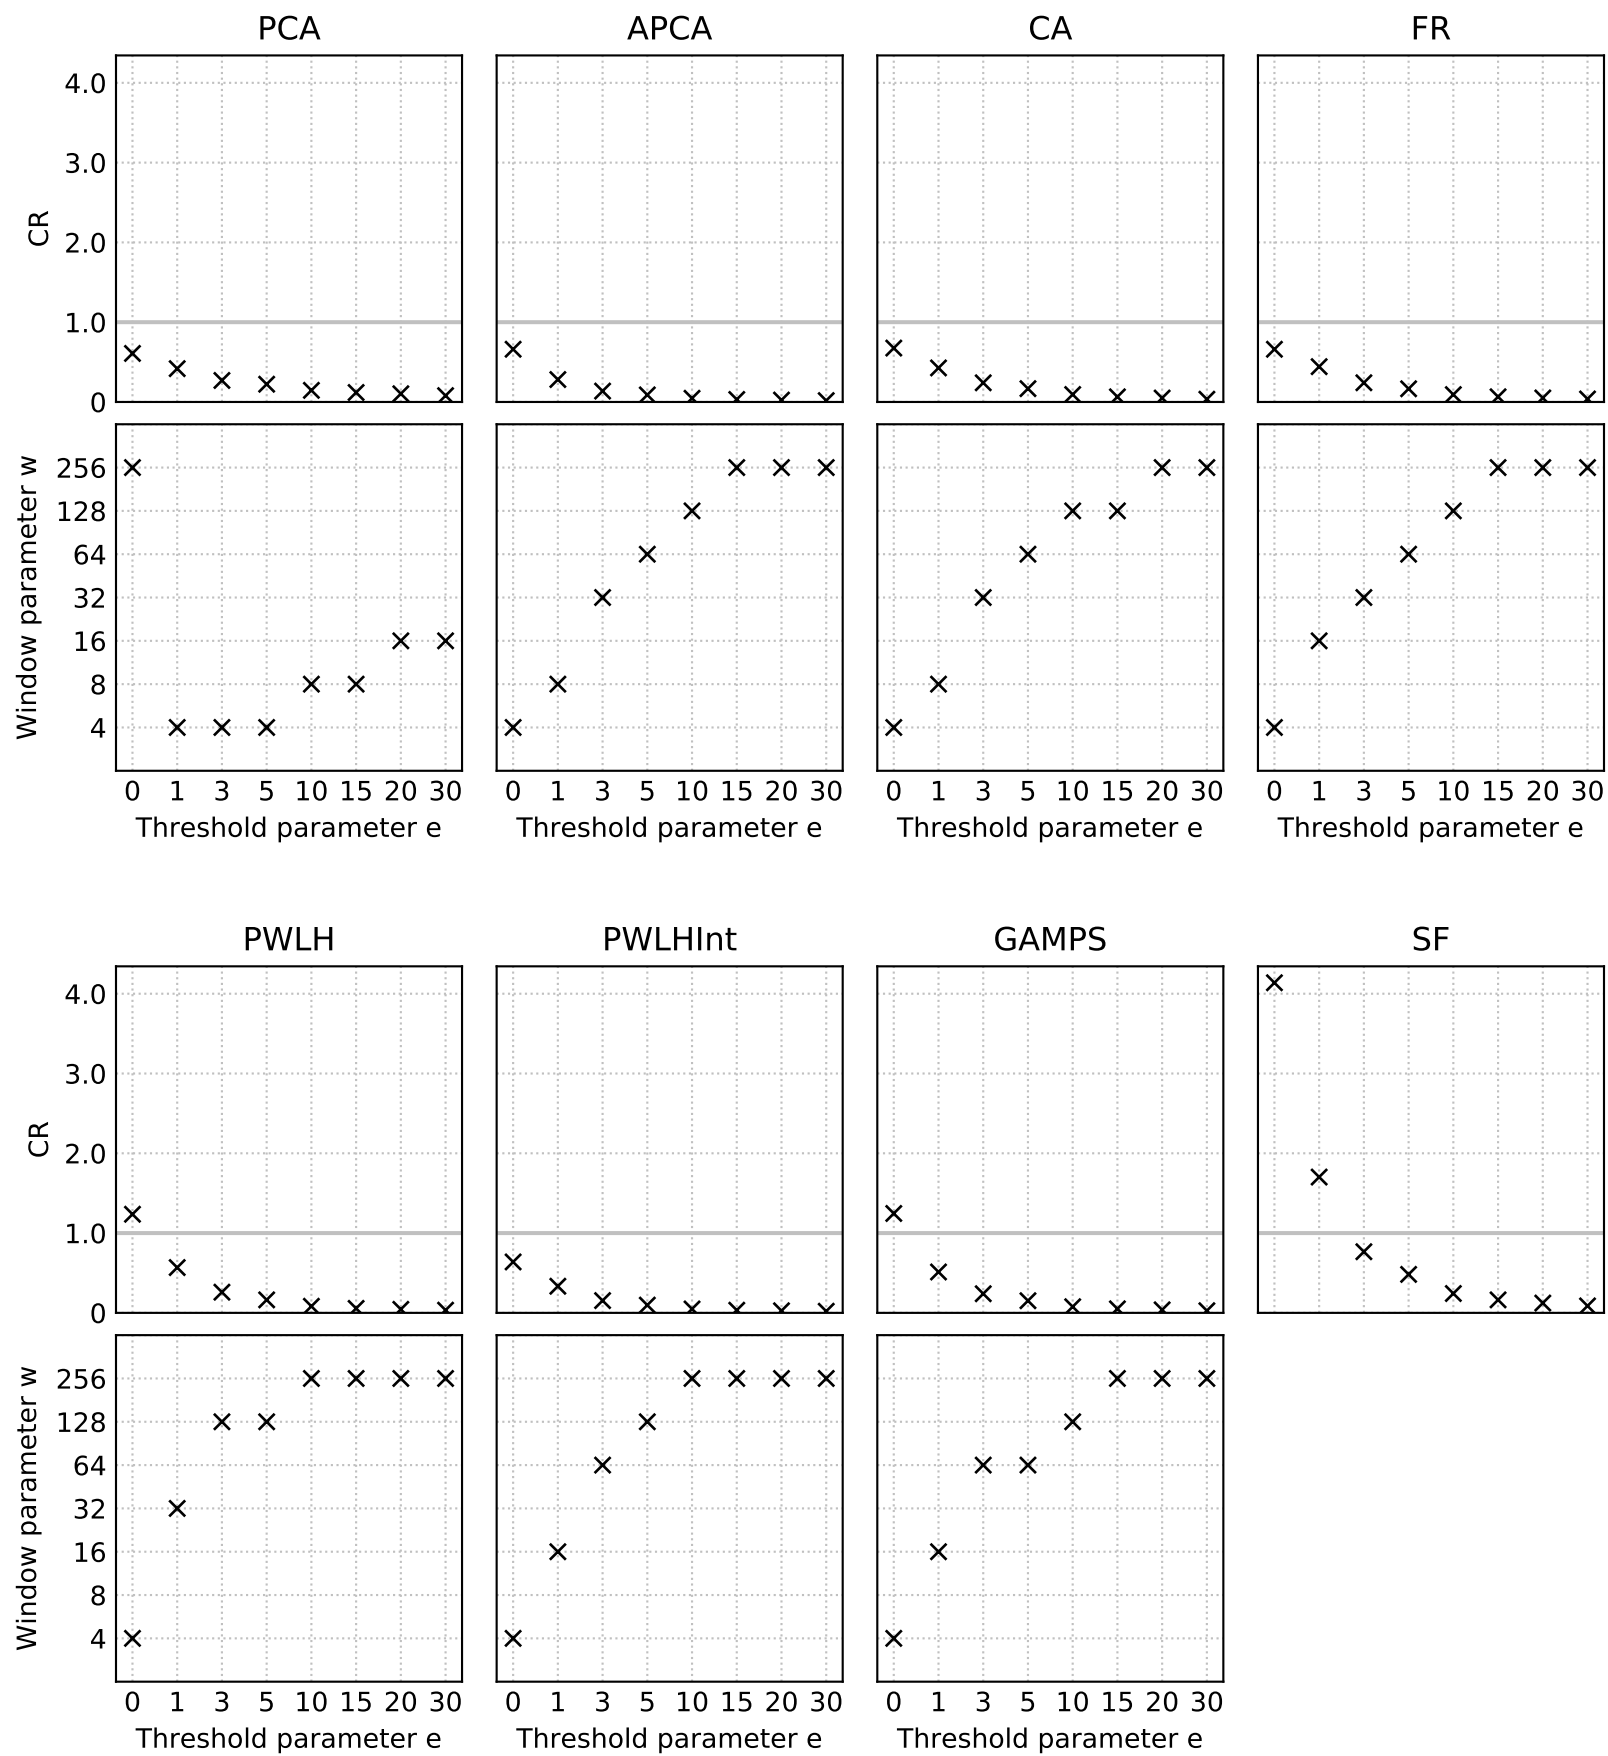 PCA APCA CA FR
4.0
3.0
2.0
1.0
0
CR
256
128
64
32
16
8
4
Window parameter w
0 1 3 5 10 15 20 30 0 1 3 5 10 15 20 30 0 1 3 5 10 15 20 30 0 1 3 5 10 15 20 30
Threshold parameter e Threshold parameter e Threshold parameter e Threshold parameter e
PWLH PWLHInt GAMPS SF
4.0
3.0
2.0
1.0
0
CR
256
128
64
32
16
8
4
Window parameter w
0 1 3 5 10 15 20 30 0 1 3 5 10 15 20 30 0 1 3 5 10 15 20 30
Threshold parameter e Threshold parameter e Threshold parameter e